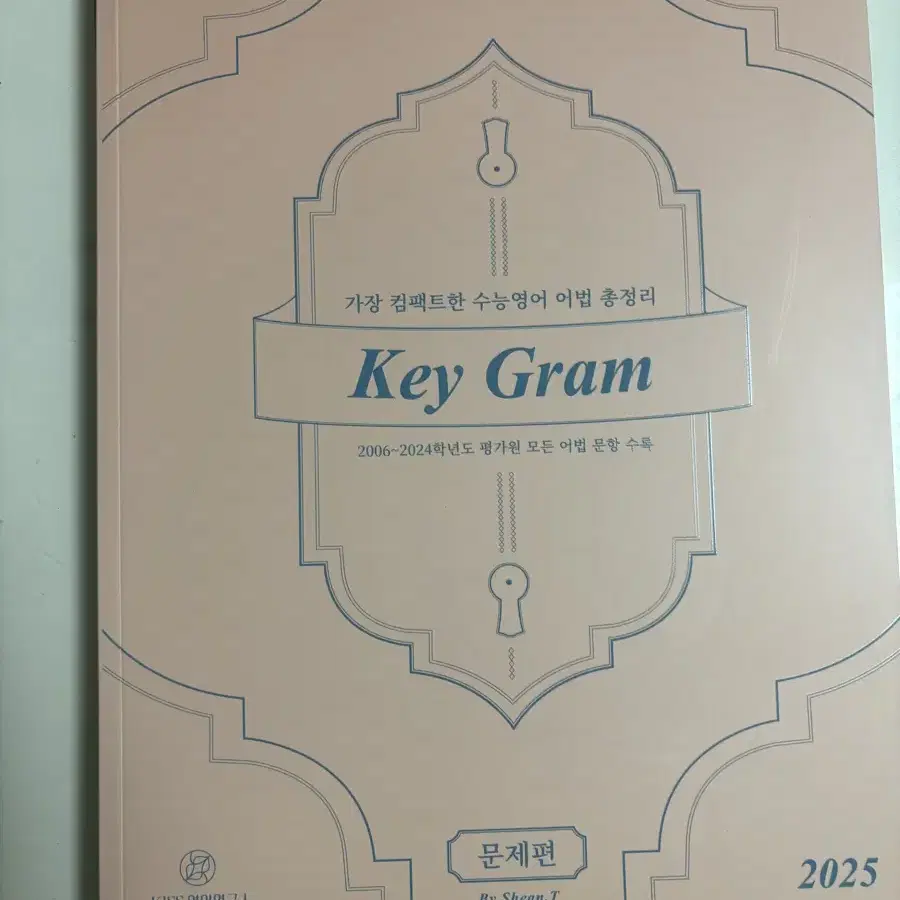 가장 컴팩트한 수능영어 어법 총정리
Key Gram
2006~2024학년도 평가원 모든 어법 문항 수록
문제편
By Shean.T
2025